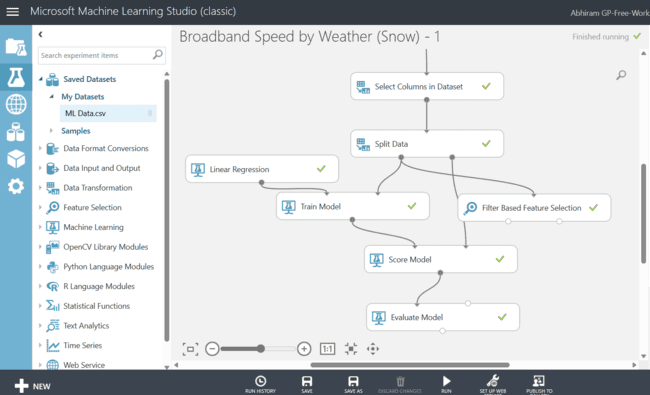 Microsoft Machine Learning Studio (classic)
Abhiram GP-Free-Work
Search experiment items
Saved Datasets
My Datasets
ML Data.csv
Samples
Data Format Conversions
Data Input and Output
Data Transformation
Feature Selection
Machine Learning
OpenCV Library Modules
Python Language Modules
R Language Modules
Statistical Functions
Text Analytics
Time Series
Web Service
Broadband Speed by Weather (Snow) - 1
Finished running
Select Columns in Dataset
Split Data
Linear Regression
Train Model
Filter Based Feature Selection
Score Model
Evaluate Model
1:1
NEW
RUN HISTORY
SAVE
SAVE AS
DISCARD CHANGES
RUN
SET UP WEB
PUBLISH TO